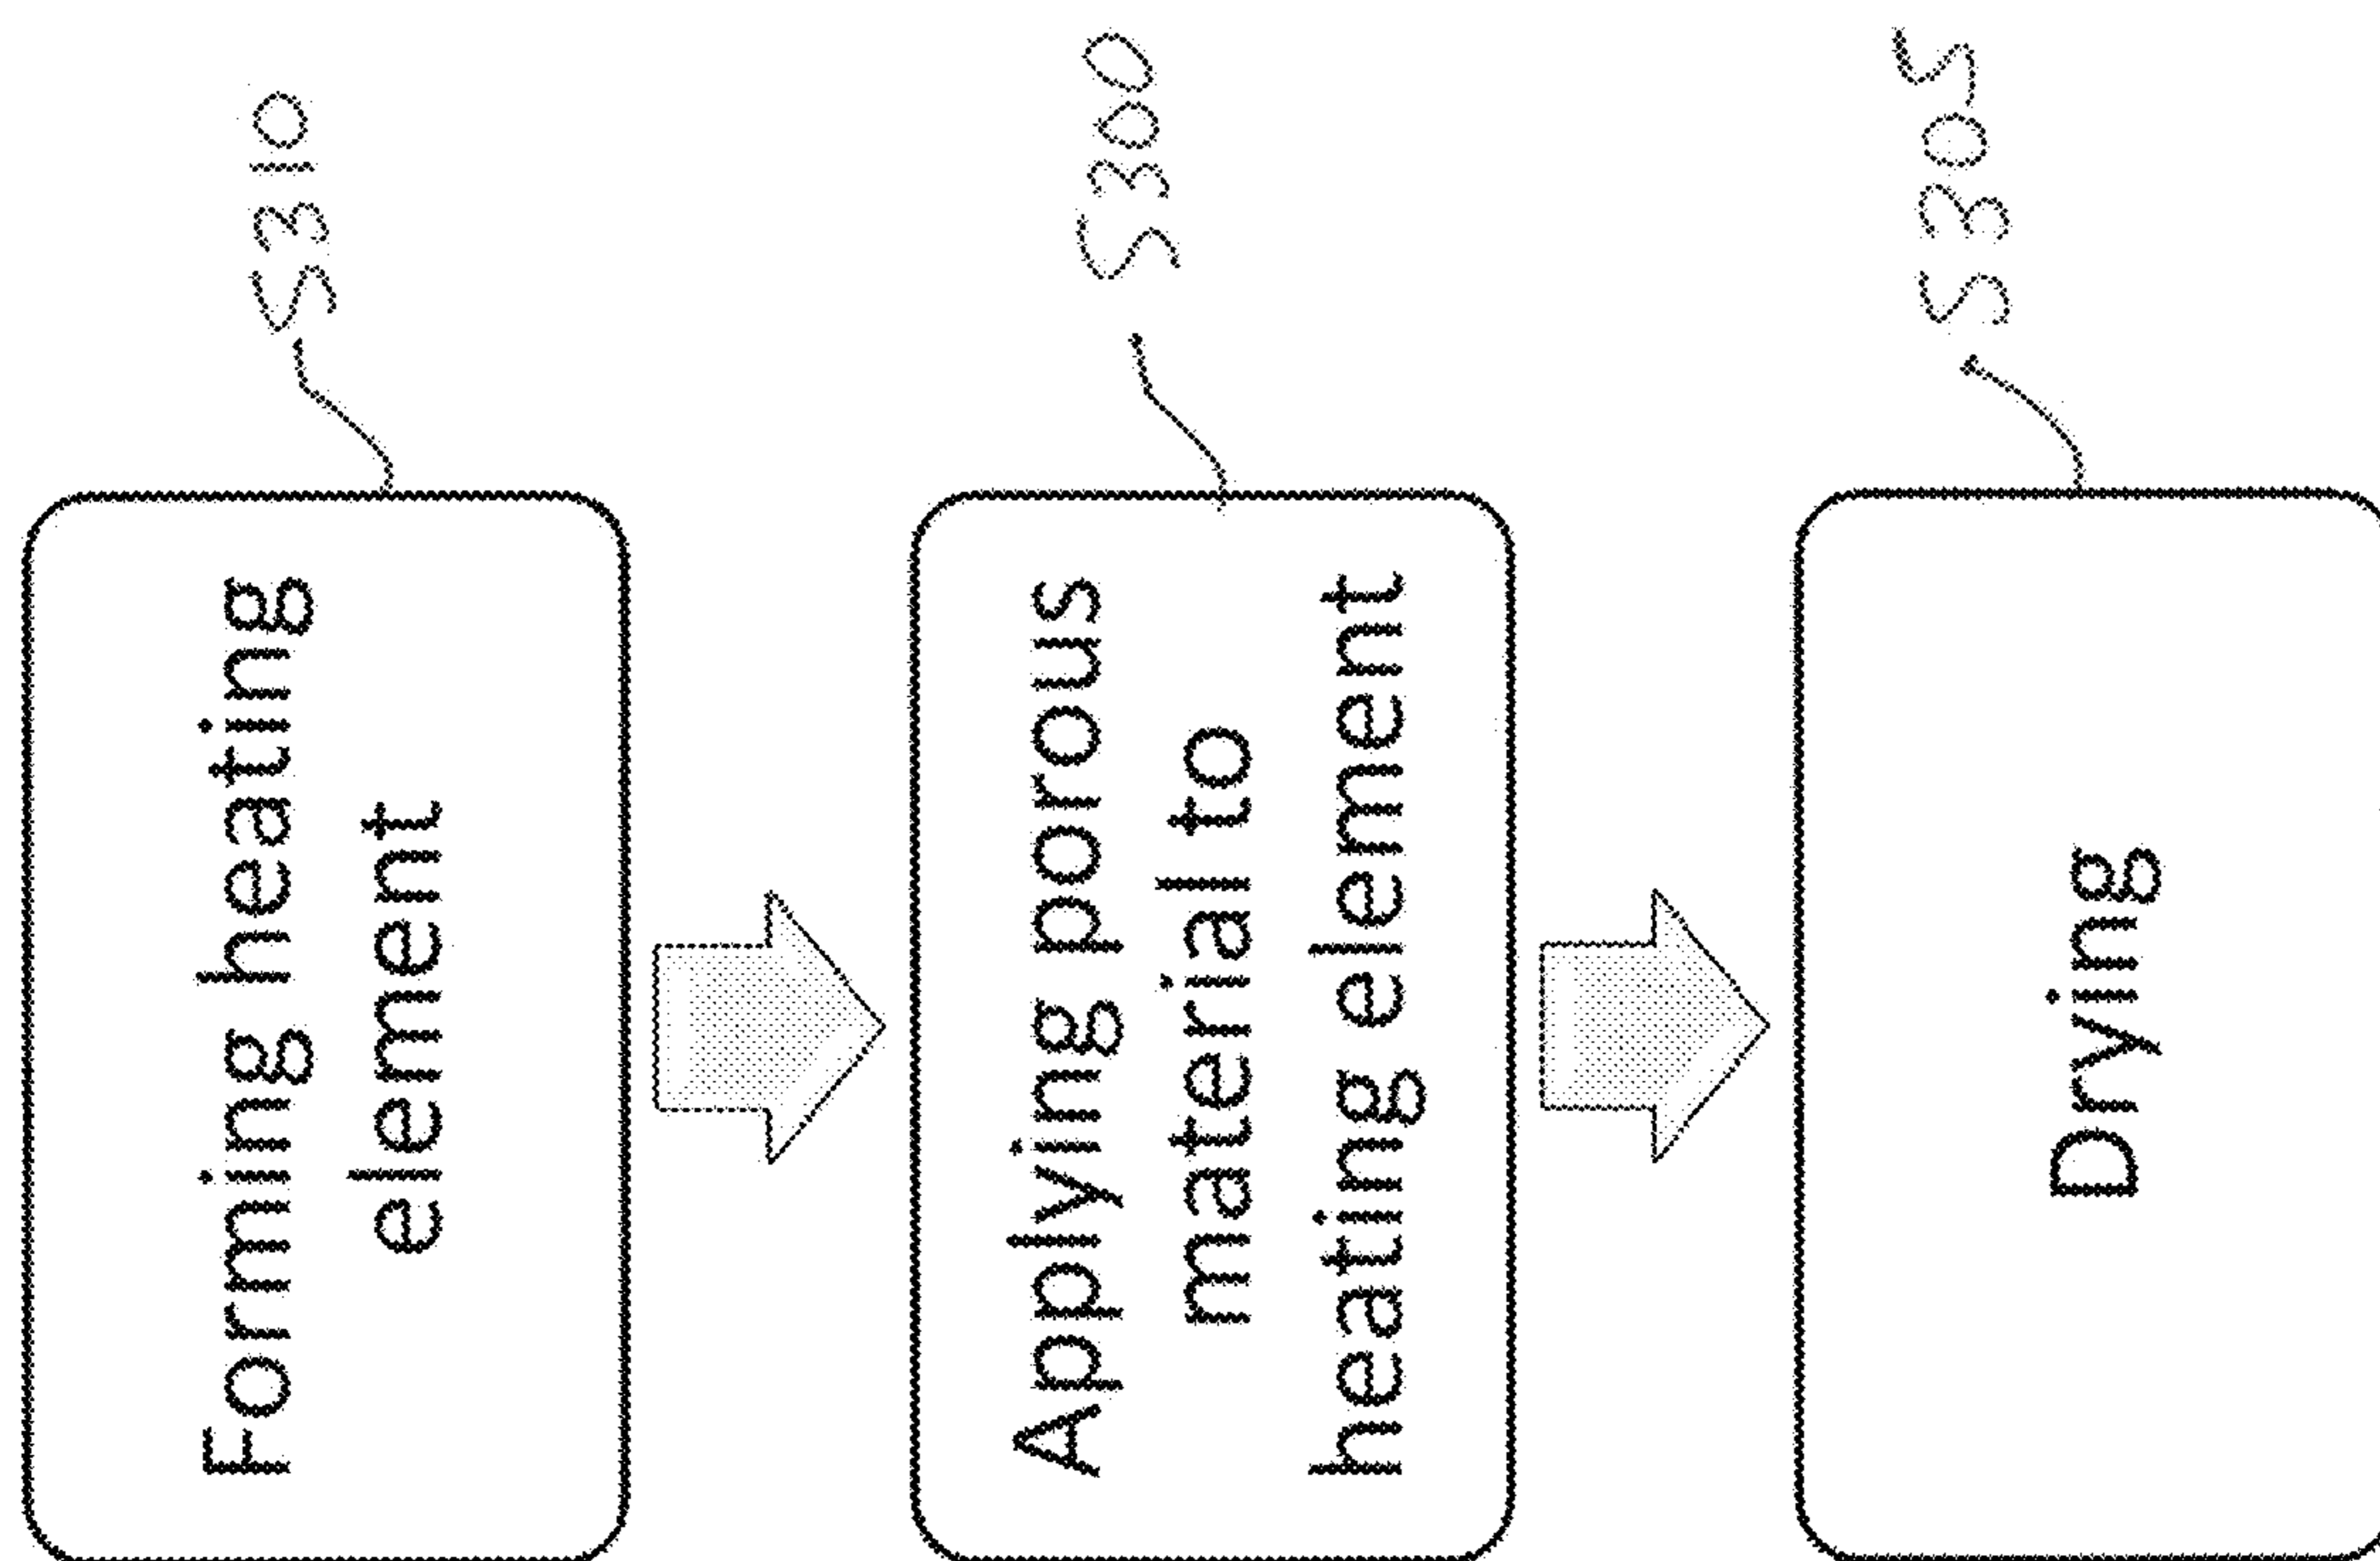 Forming heating
element
S310
Applying porous
material to
heating element
S300
Drying
S305